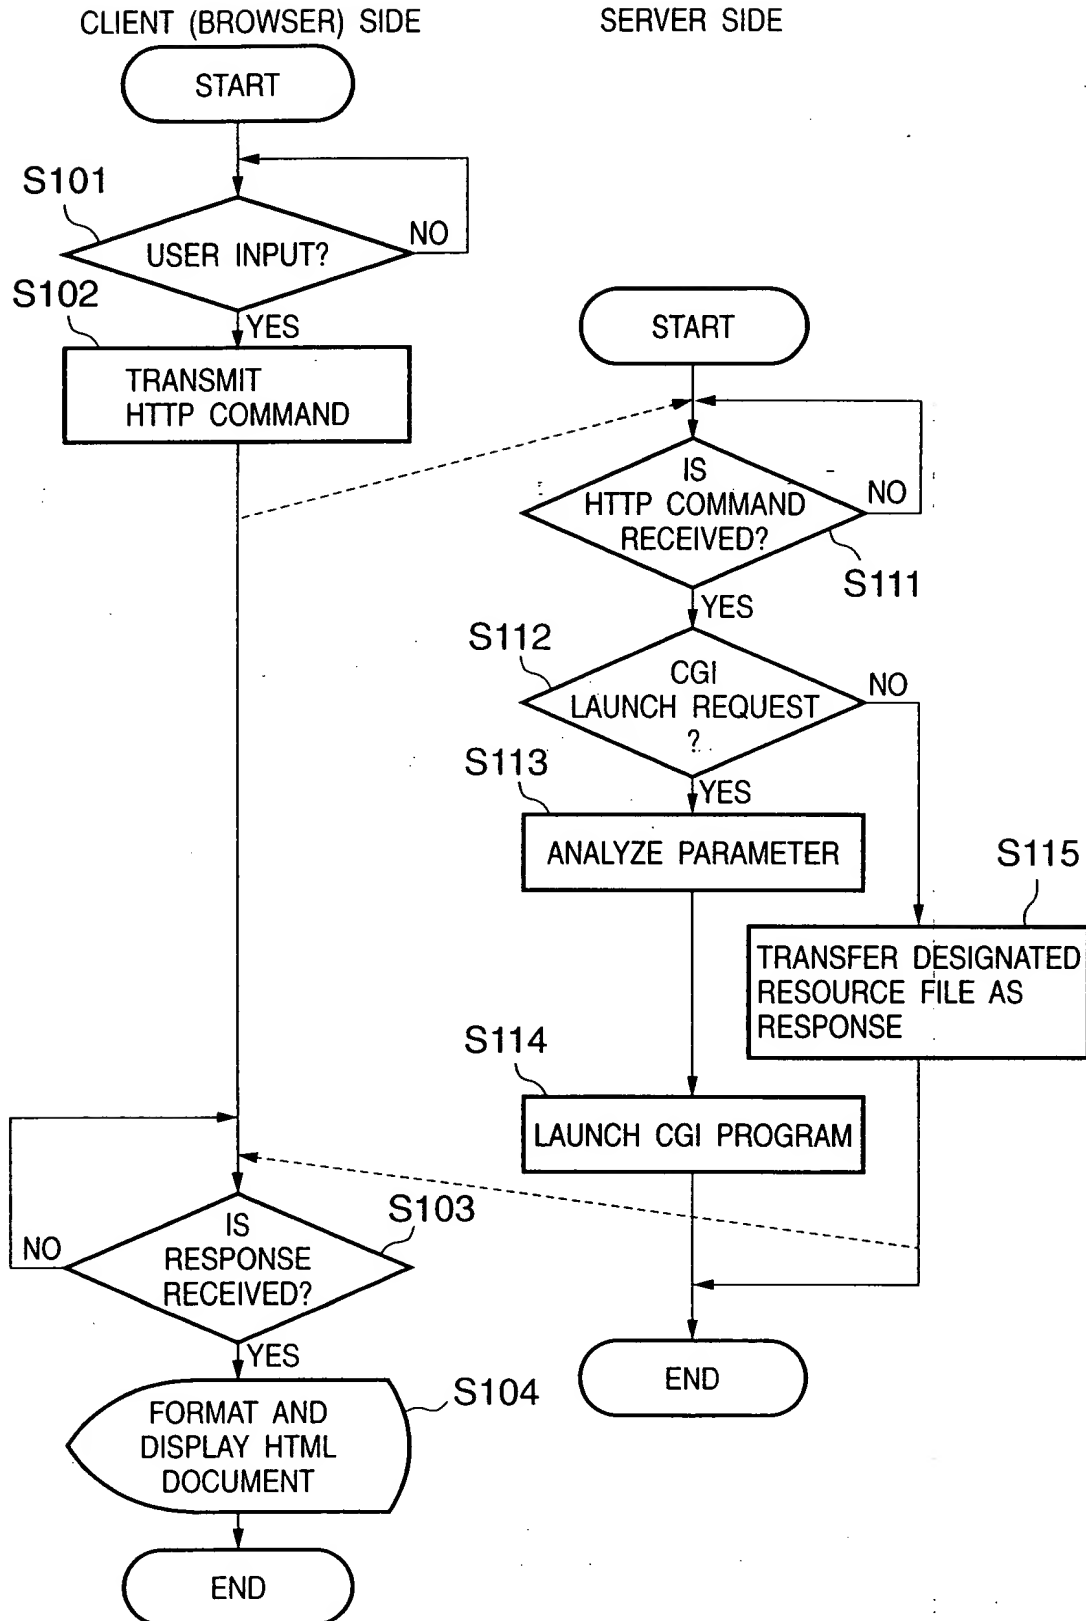 CLIENT (BROWSER) SIDE
START
S101
USER INPUT?
NO
S102
YES
TRANSMIT
HTTP COMMAND
NO
IS
RESPONSE
RECEIVED?
S103
YES
FORMAT AND
DISPLAY HTML
DOCUMENT
S104
END
SERVER SIDE
START
IS
HTTP COMMAND
RECEIVED?
NO
S111
YES
S112
CGI
LAUNCH REQUEST
?
NO
S113
YES
ANALYZE PARAMETER
S115
TRANSFER DESIGNATED
RESOURCE FILE AS
RESPONSE
S114
LAUNCH CGI PROGRAM
END